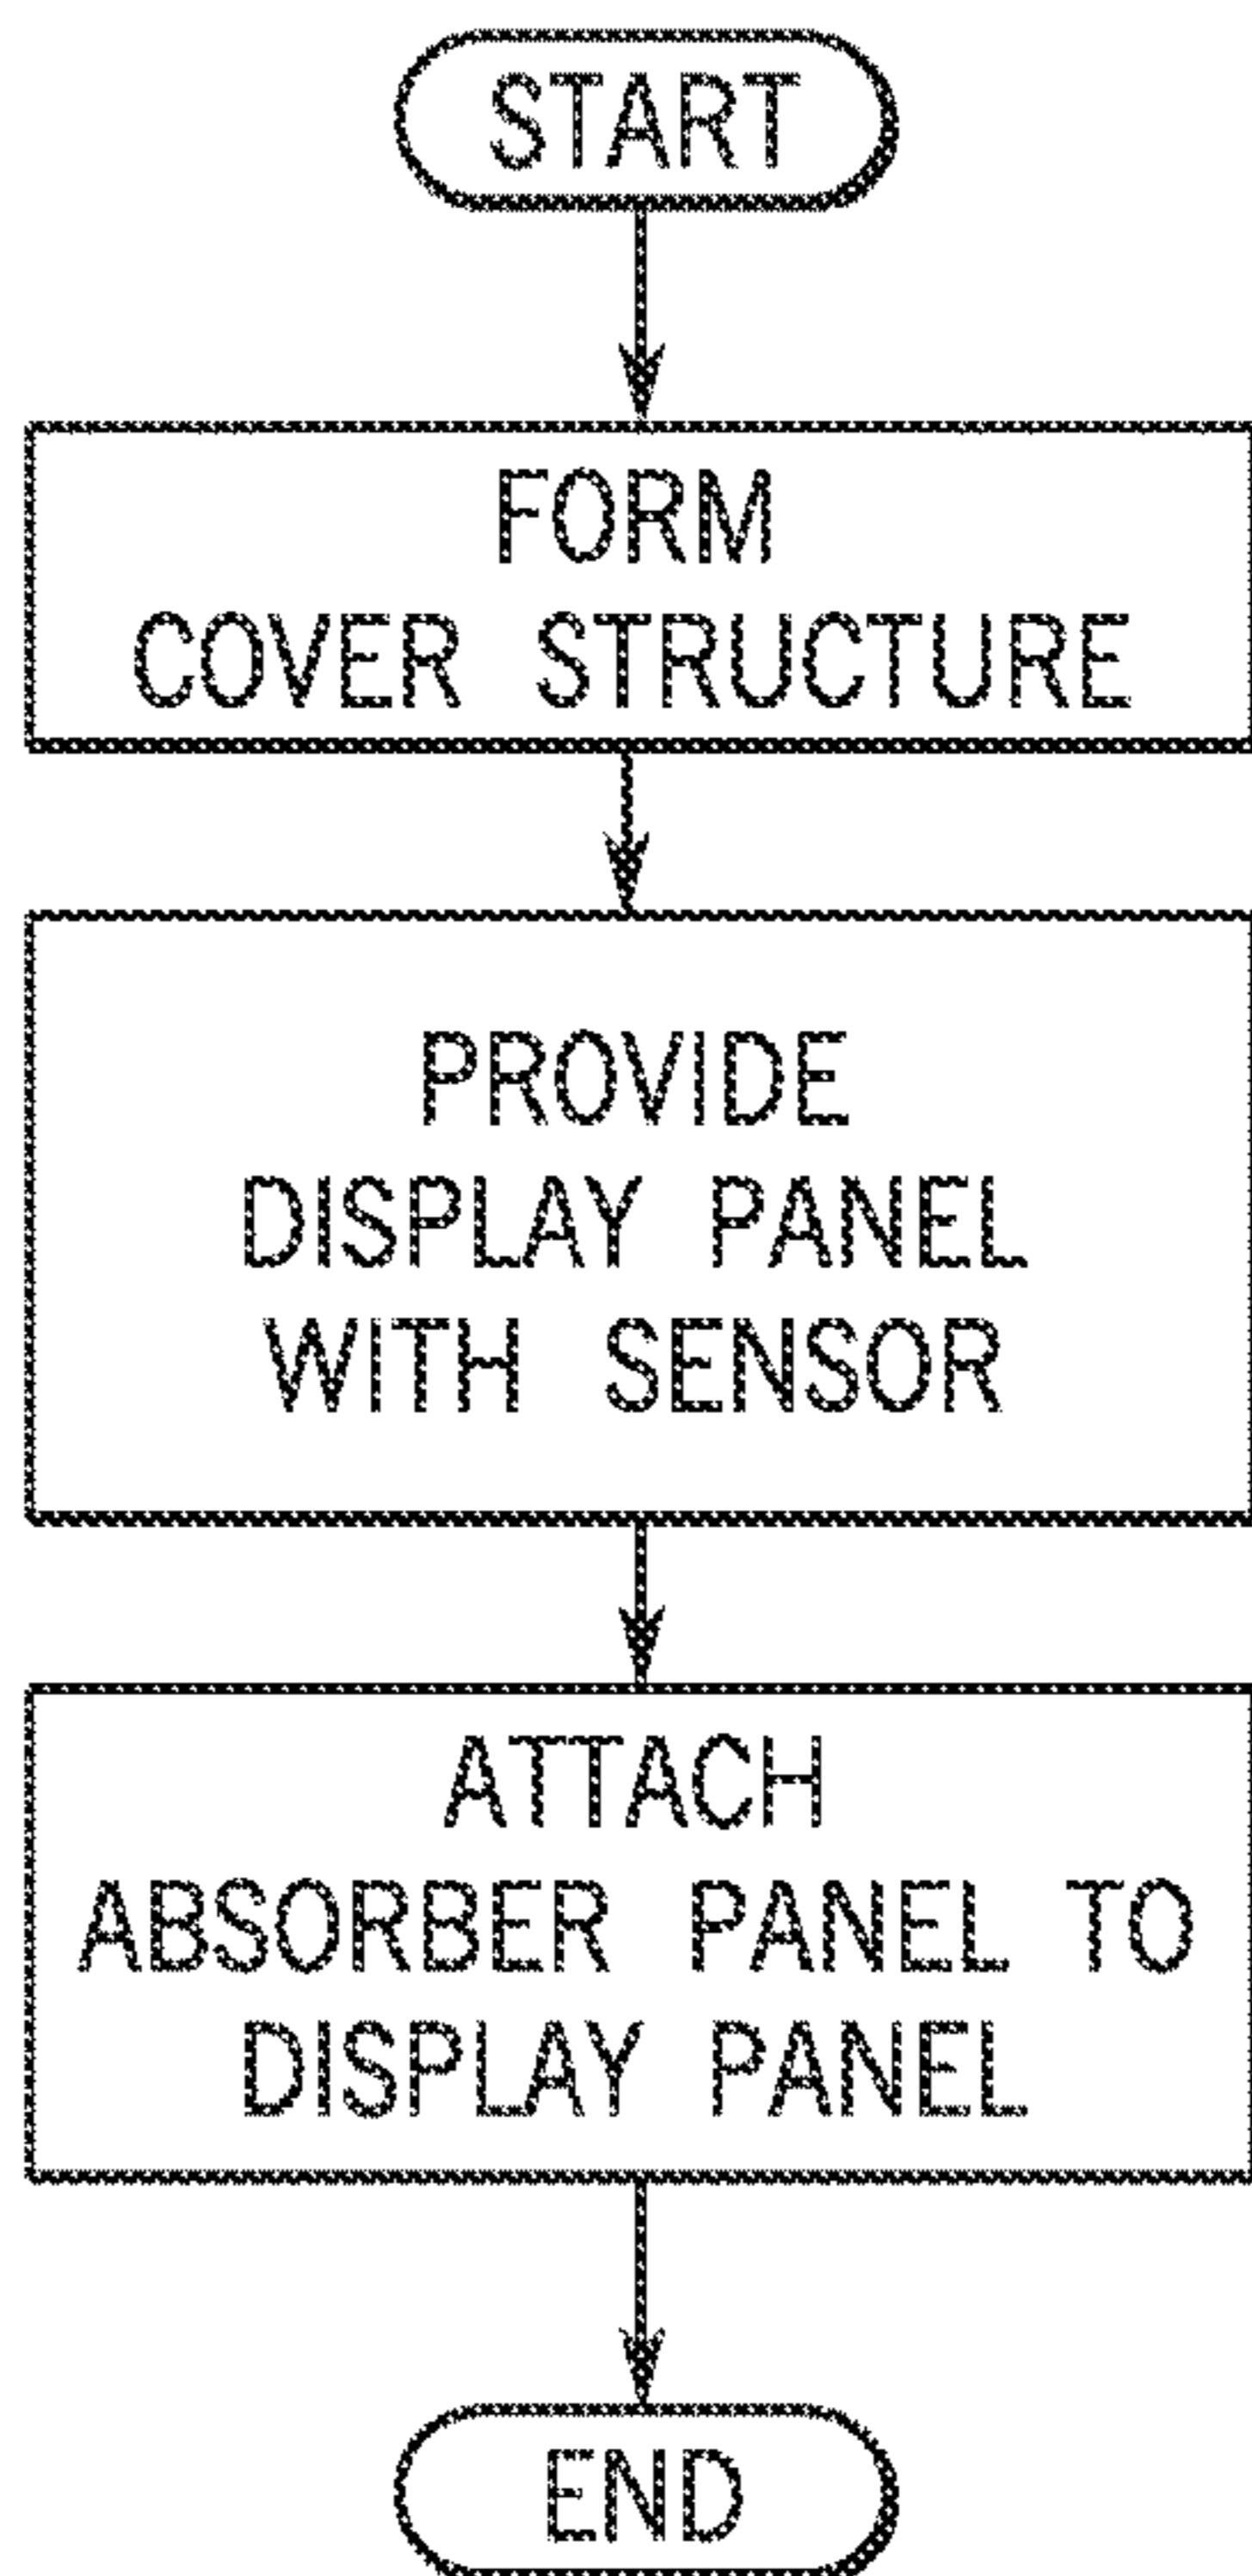 START
FORM
COVER STRUCTURE
PROVIDE
DISPLAY PANEL
WITH SENSOR
ATTACH
ABSORBER PANEL TO
DISPLAY PANEL
END